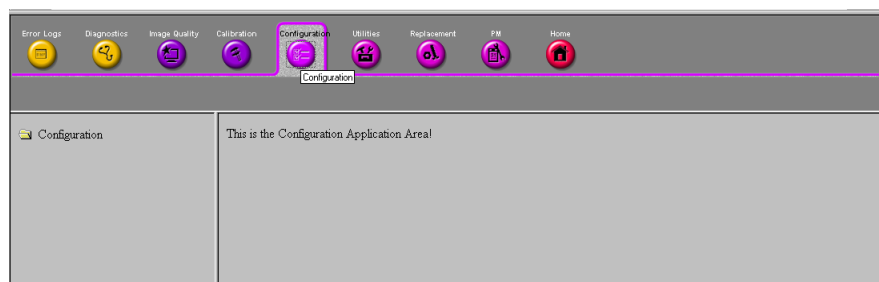 Error Logs
Diagnostics
Image Quality
Calibration
Configuration
Utilities
Replacement
PM
Home
Configuration
Configuration
This is the Configuration Application Area!